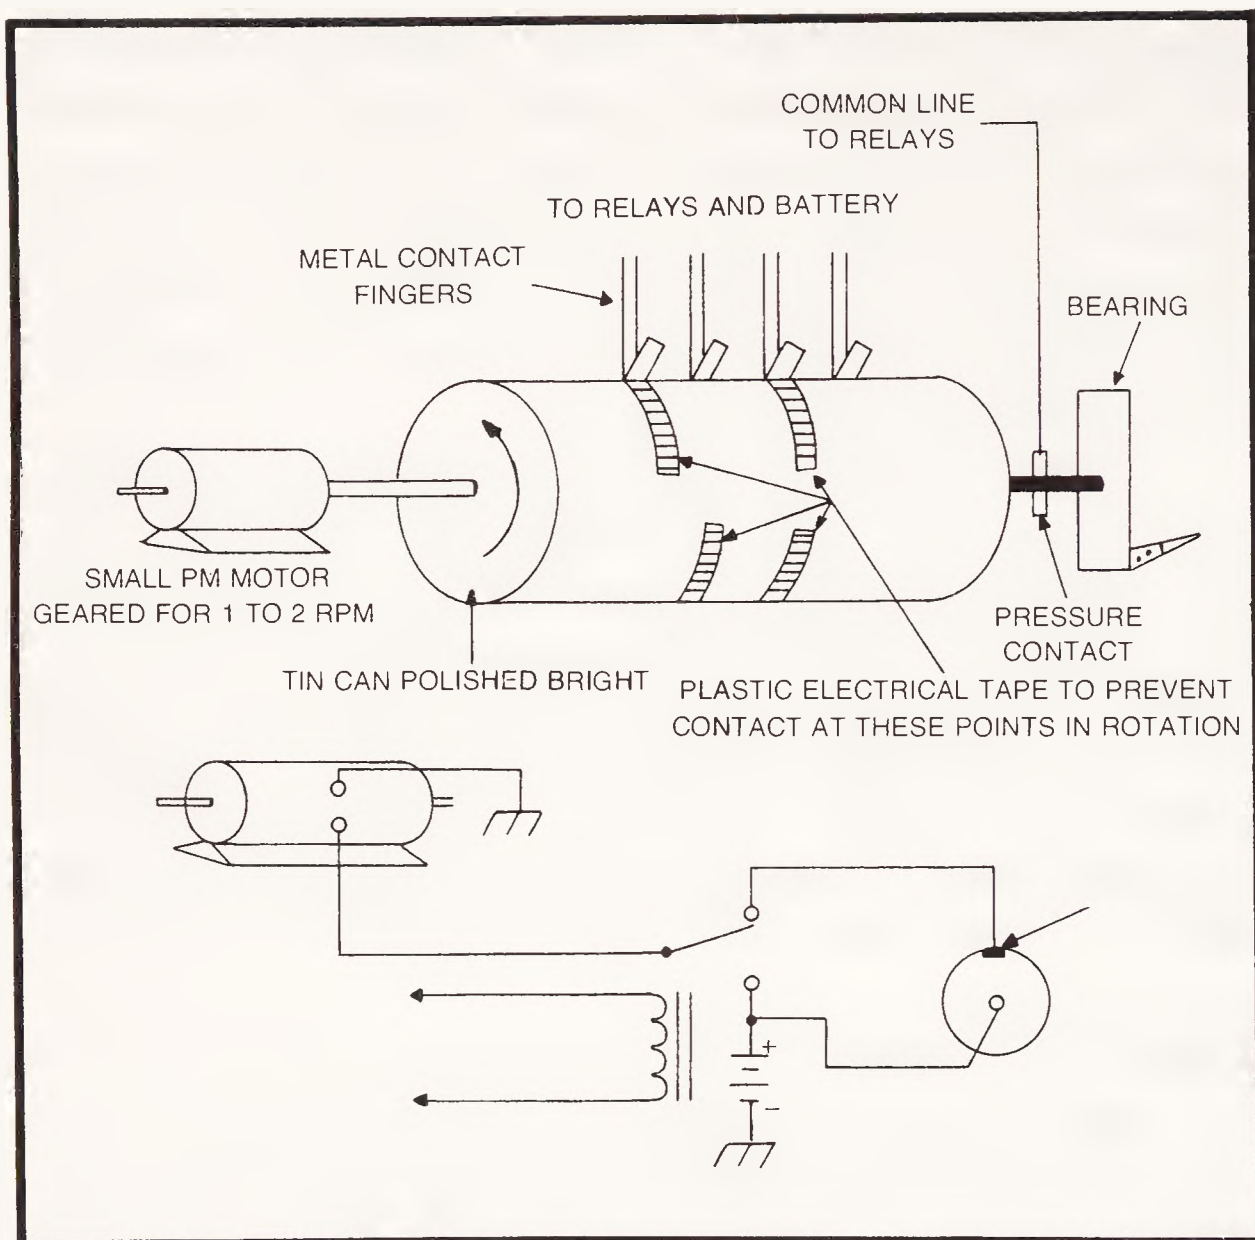 COMMON LINE
TO RELAYS
TO RELAYS AND BATTERY
METAL CONTACT
FINGERS
BEARING
SMALL PM MOTOR
GEARED FOR 1 TO 2 RPM
PRESSURE
CONTACT
TIN CAN POLISHED BRIGHT
PLASTIC ELECTRICAL TAPE TO PREVENT
CONTACT AT THESE POINTS IN ROTATION
+
−